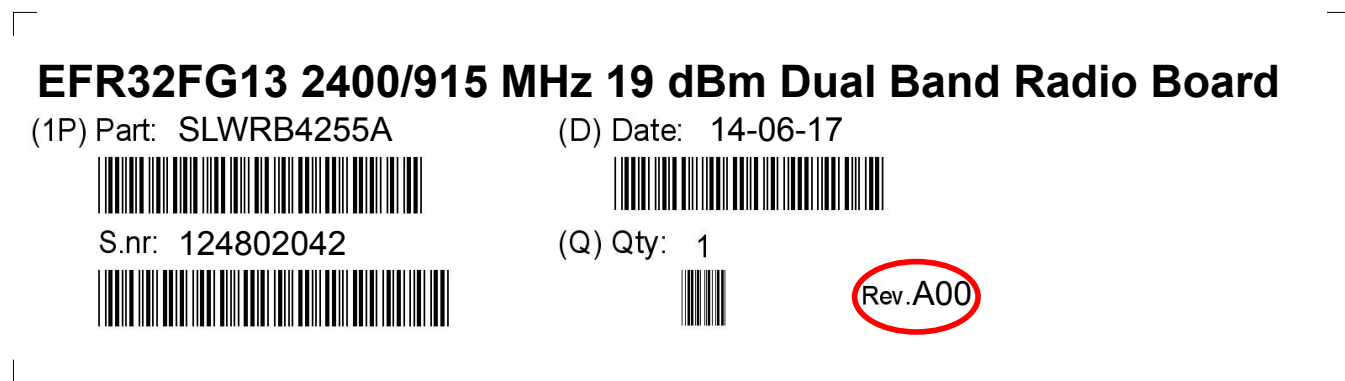 EFR32FG13 2400/915 MHz 19 dBm Dual Band Radio Board
(1P) Part: SLWRB4255A
(D) Date: 14-06-17
S.nr: 124802042
(Q) Qty: 1
Rev.A00